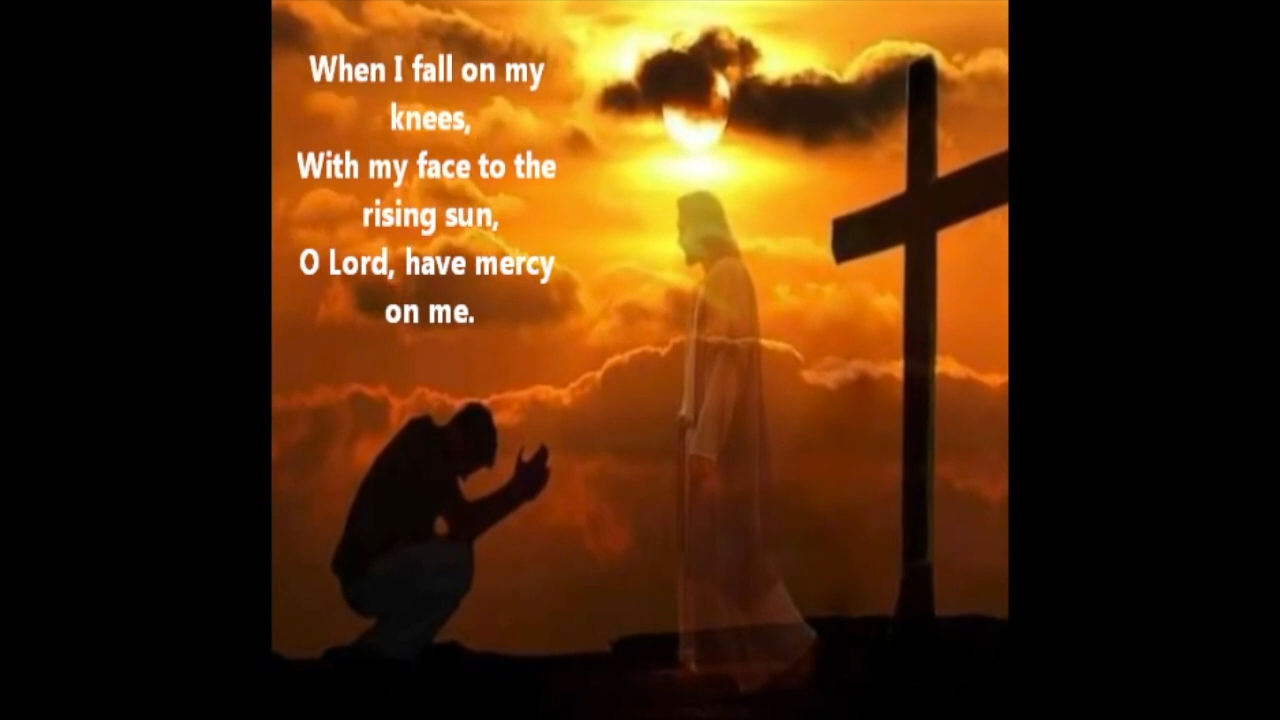 When I fall on my
knees,
With my face to the
rising sun,
O Lord, have mercy
on me.